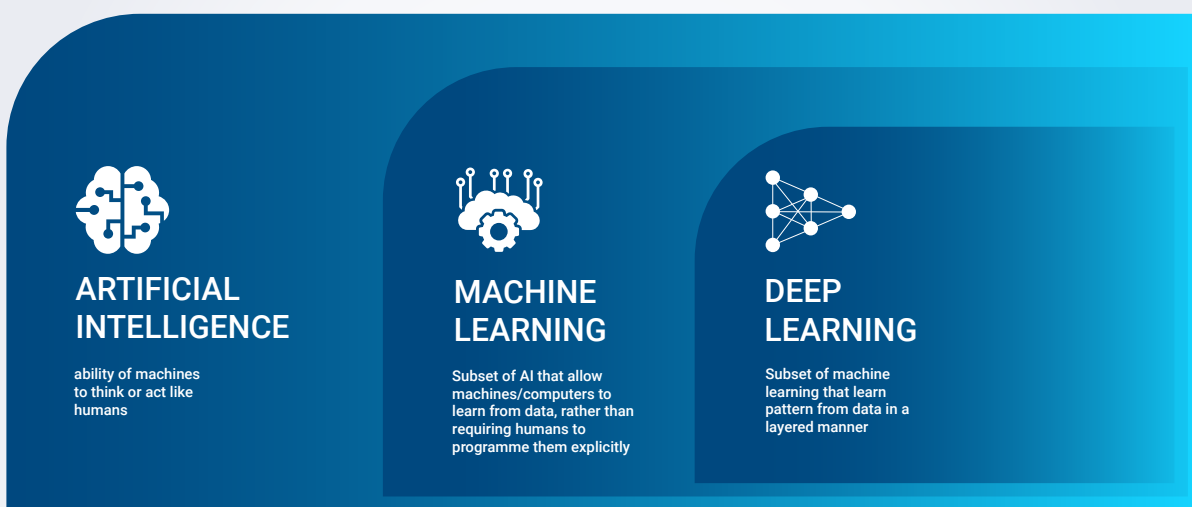 ARTIFICIAL
INTELLIGENCE
ability of machines
to think or act like
humans
MACHINE
LEARNING
Subset of AI that allow
machines/computers to
learn from data, rather than
requiring humans to
programme them explicitly
DEEP
LEARNING
Subset of machine
learning that learn
pattern from data in a
layered manner